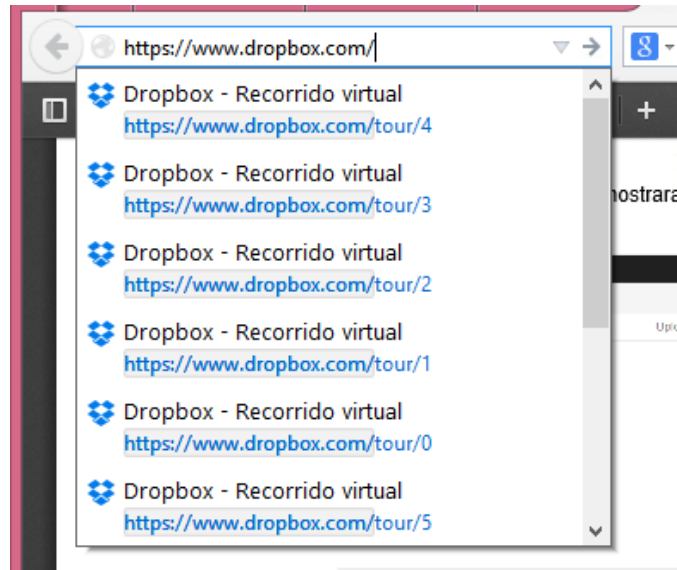 https://www.dropbox.com/
8
Dropbox - Recorrido virtual
https://www.dropbox.com/tour/4
Dropbox - Recorrido virtual
https://www.dropbox.com/tour/3
ostrara
Dropbox - Recorrido virtual
https://www.dropbox.com/tour/2
Dropbox - Recorrido virtual
https://www.dropbox.com/tour/1
Dropbox - Recorrido virtual
https://www.dropbox.com/tour/0
Dropbox - Recorrido virtual
https://www.dropbox.com/tour/5